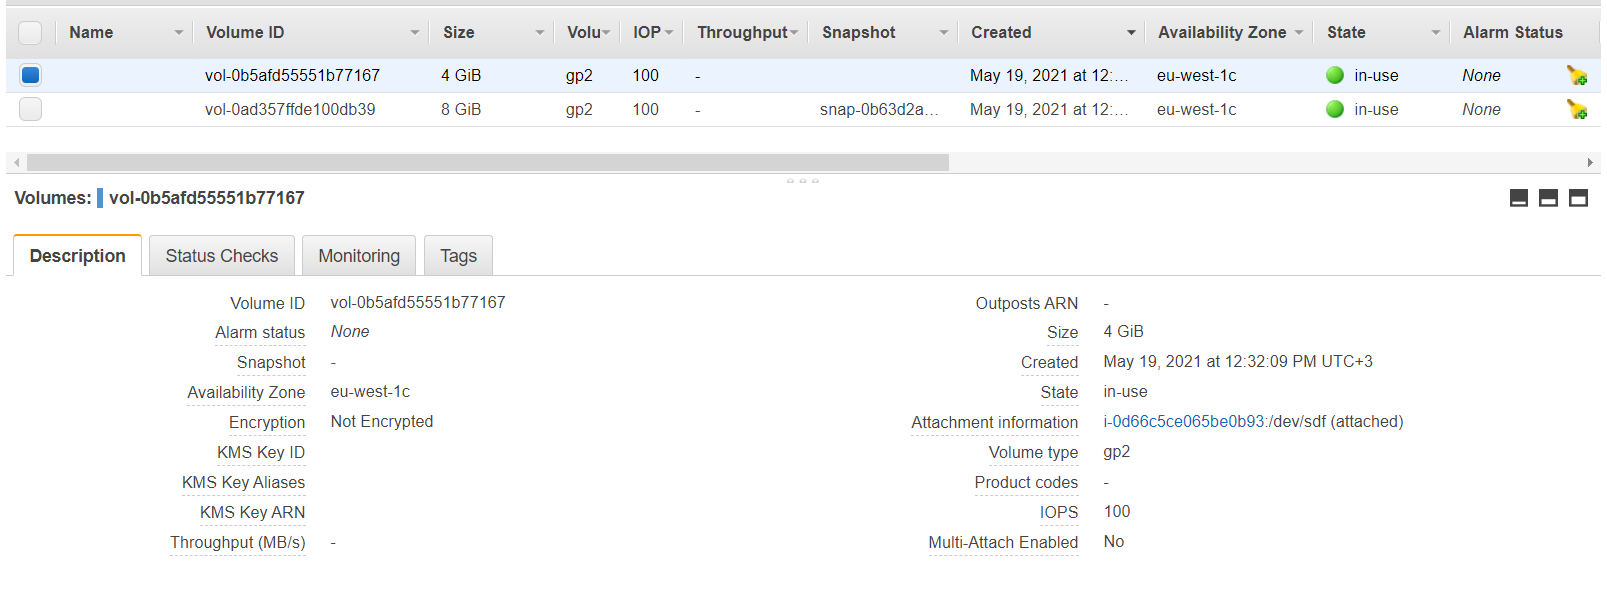 Name Volume ID Size Volu IOP Throughput Snapshot Created Availability Zone State Alarm Status
vol-0b5afd55551b77167 4 GiB gp2 100 - May 19, 2021 at 12:... eu-west-1c in-use None
vol-0ad357ffde100db39 8 GiB gp2 100 - snap-0b63d2a... May 19, 2021 at 12:... eu-west-1c in-use None
Volumes: vol-0b5afd55551b77167
Description Status Checks Monitoring Tags
Volume ID vol-0b5afd55551b77167 Outposts ARN -
Alarm status None Size 4 GiB
Snapshot - Created May 19, 2021 at 12:32:09 PM UTC+3
Availability Zone eu-west-1c State in-use
Encryption Not Encrypted Attachment information i-0d66c5ce065be0b93:/dev/sdf (attached)
KMS Key ID Volume type gp2
KMS Key Aliases Product codes -
KMS Key ARN IOPS 100
Throughput (MB/s) - Multi-Attach Enabled No